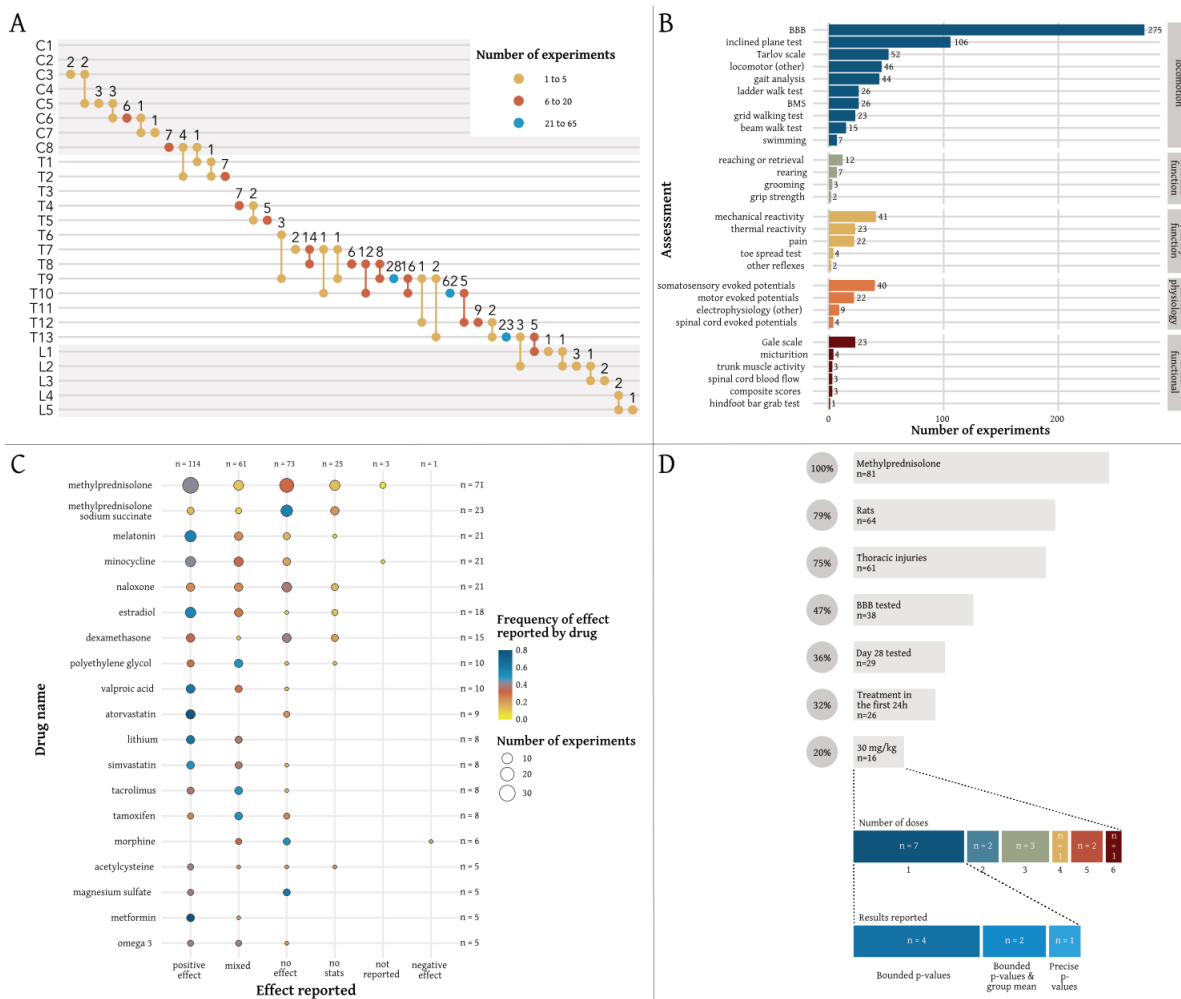 A
Number of experiments
1 to 5
6 to 20
21 to 65
C1
C2
C3
C4
C5
C6
C7
C8
T1
T2
T3
T4
T5
T6
T7
T8
T9
T10
T11
T12
T13
L1
L2
L3
L4
L5
2 2
3 3
6 1
1
7 4 1
1 7
7 2
5
3
2 14 1 1
6 12 8
28 16 1 2
62 5
9 2
23 3 5
1 1
3 1
2
2
1
B
Assessment
BBB 275
inclined plane test 106
Tarlov scale 52
locomotor (other) 46
gait analysis 44
ladder walk test 26
BMS 26
grid walking test 23
beam walk test 15
swimming 7
locomotion
reaching or retrieval 12
rearing 7
grooming 3
grip strength 2
function
mechanical reactivity 41
thermal reactivity 23
pain 22
toe spread test 4
other reflexes 2
function
somatosensory evoked potentials 40
motor evoked potentials 22
electrophysiology (other) 9
spinal cord evoked potentials 4
physiology
Gale scale 23
micturition 4
trunk muscle activity 3
spinal cord blood flow 3
composite scores 3
hindfoot bar grab test 1
functional
0 100 200
Number of experiments
C
n = 114 n = 61 n = 73 n = 25 n = 3 n = 1
Drug name
methylprednisolone n = 71
methylprednisolone
sodium succinate n = 23
melatonin n = 21
minocycline n = 21
naloxone n = 21
estradiol n = 18
dexamethasone n = 15
polyethylene glycol n = 10
valproic acid n = 10
atorvastatin n = 9
lithium n = 8
simvastatin n = 8
tacrolimus n = 8
tamoxifen n = 8
morphine n = 6
acetylcysteine n = 5
magnesium sulfate n = 5
metformin n = 5
omega 3 n = 5
positive
effect
mixed
no
effect
no
stats
not
reported
negative
effect
Effect reported
Frequency of effect
reported by drug
0.8
0.6
0.4
0.2
0.0
Number of experiments
10
20
30
D
100%
Methylprednisolone
n=81
79%
Rats
n=64
75%
Thoracic injuries
n=61
47%
BBB tested
n=38
36%
Day 28 tested
n=29
32%
Treatment in
the first 24h
n=26
20%
30 mg/kg
n=16
Number of doses
n = 7 n = 2 n = 3 n = 1 n = 2 n = 1
1 2 3 4 5 6
Results reported
n = 4 n = 2 n = 1
Bounded p-values
Bounded
p-values &
group mean
Precise
p-
values